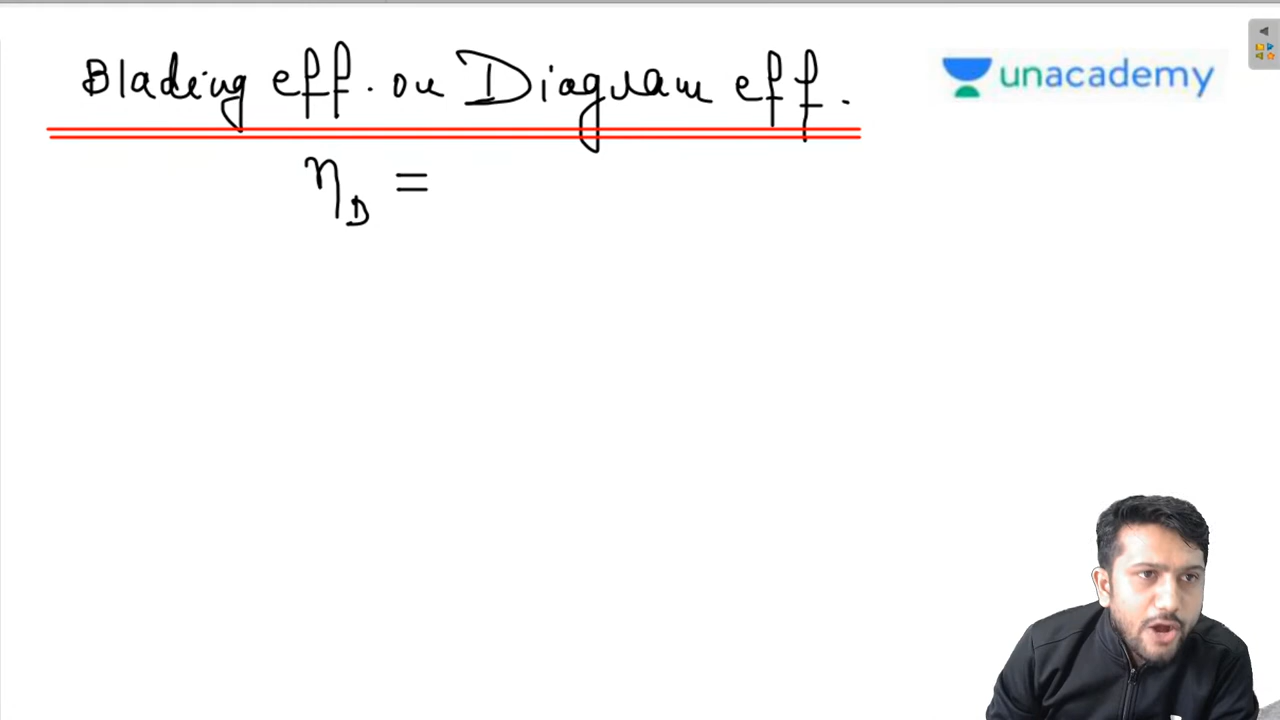 Blading eff. or Diagram eff.
unacademy
η_D =